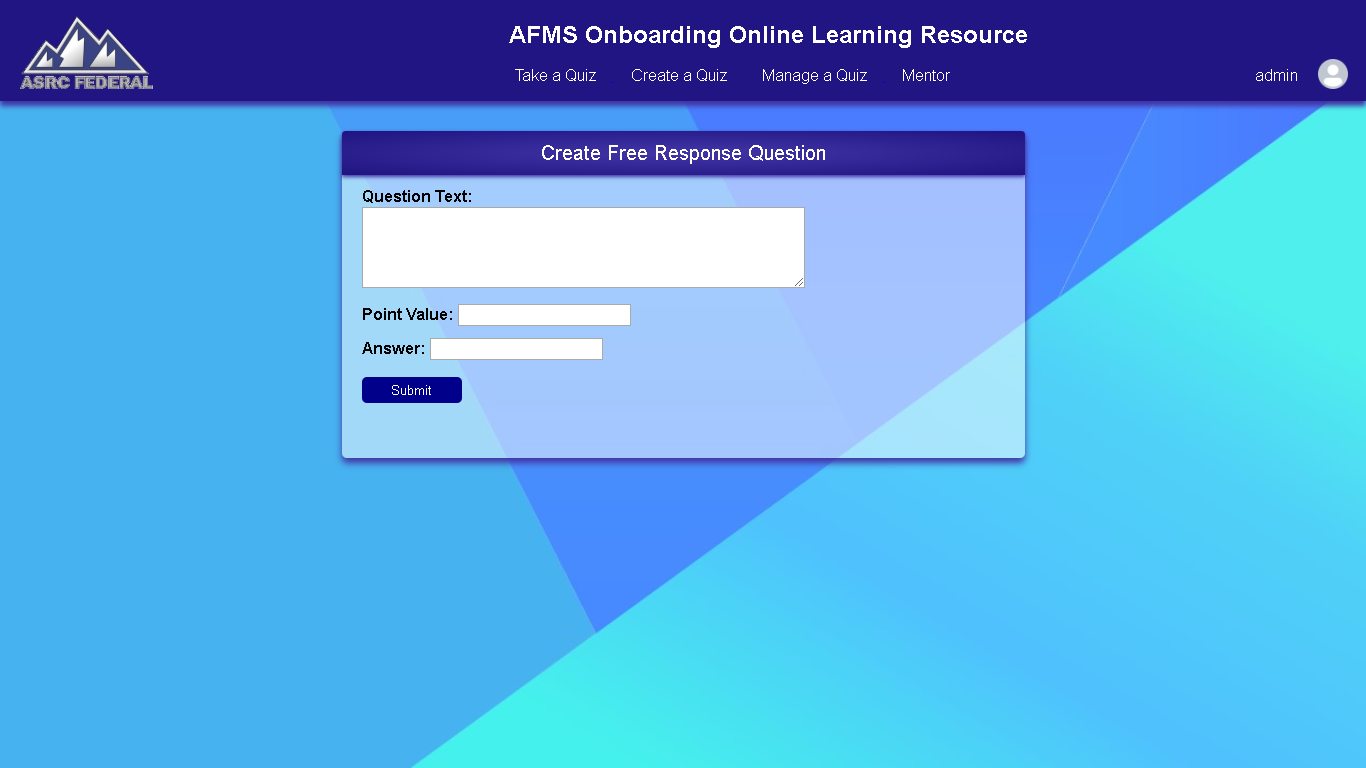 AFMS Onboarding Online Learning Resource
ASRC FEDERAL
Take a Quiz Create a Quiz Manage a Quiz Mentor admin
Create Free Response Question
Question Text:
Point Value:
Answer:
Submit